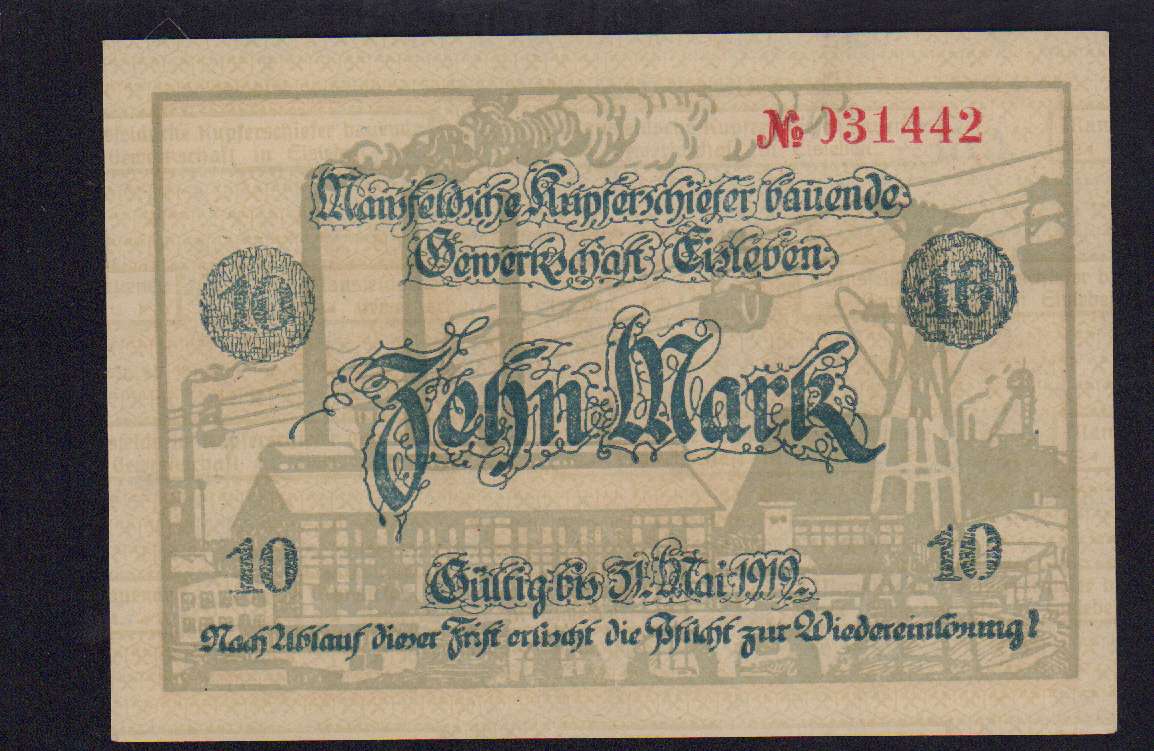 № 031442
Mansfeldsche Kupferschiefer bauende
Gewerkschaft Eisleben
10 10
Zehn Mark
10 10
Gültig bis 31. Mai 1919.
Nach Ablauf dieser Frist erlischt die Pflicht zur Wiedereinlösung!